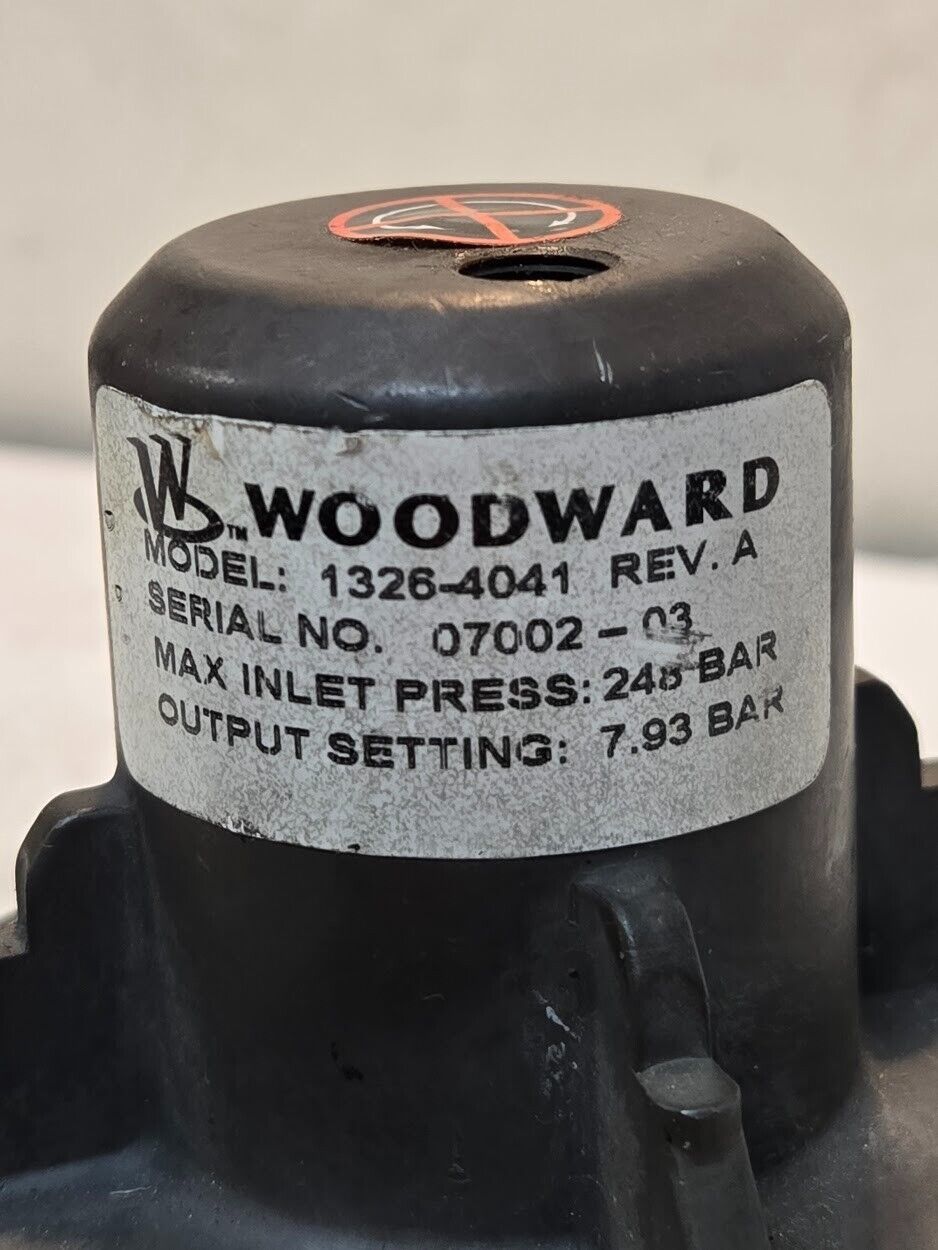 W ™ WOODWARD
MODEL: 1326-4041 REV. A
SERIAL NO. 07002-03
MAX INLET PRESS: 248 BAR
OUTPUT SETTING: 7.93 BAR